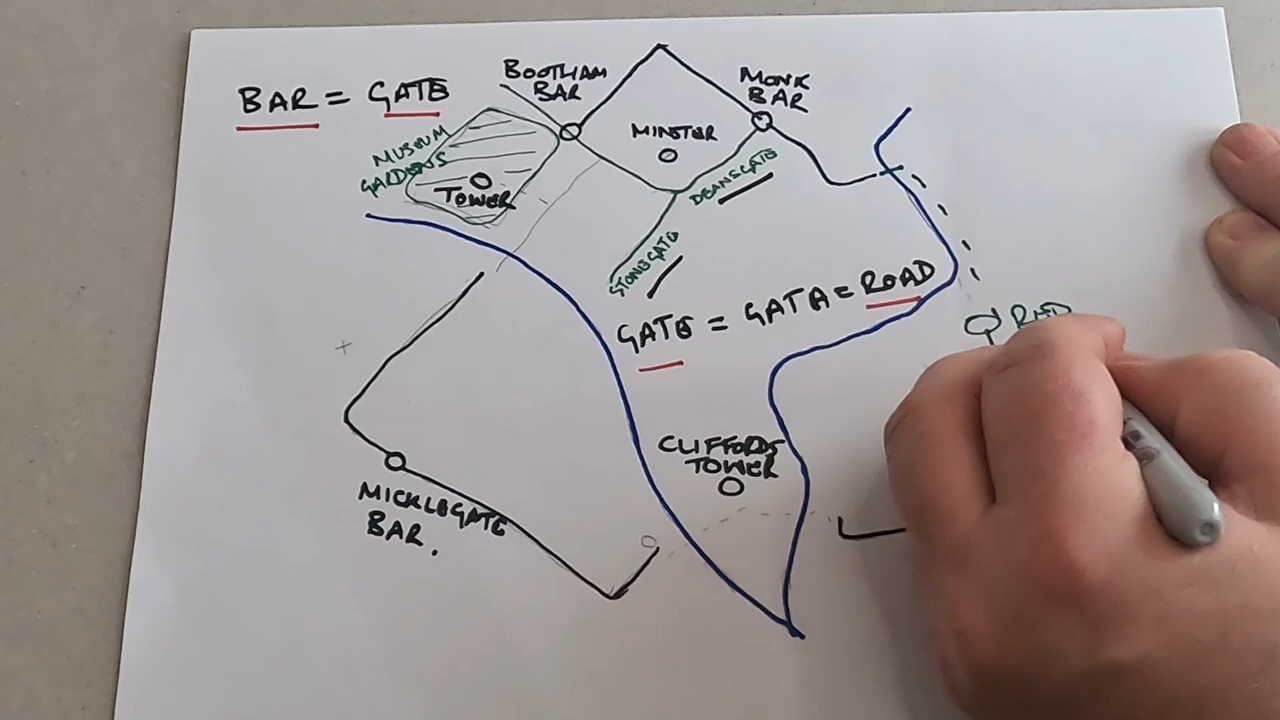 BAR = GATE
BOOTHAM
BAR
MONK
BAR
MUSEUM
GARDENS
MINSTER
TOWER
DEANSGATE
STONEGATE
GATE = GATA = ROAD
RED
CLIFFORDS
TOWER
MICKLEGATE
BAR.